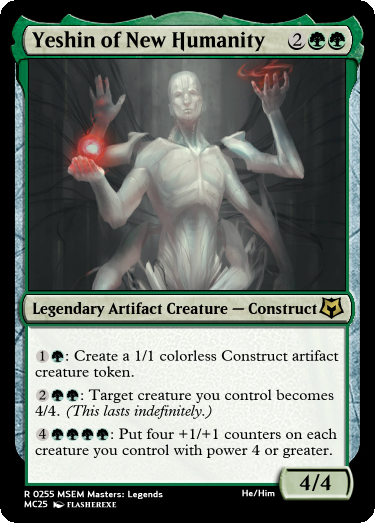 Yeshin of New Humanity 2
Legendary Artifact Creature — Construct
1 : Create a 1/1 colorless Construct artifact
creature token.
2 : Target creature you control becomes
4/4. (This lasts indefinitely.)
4 : Put four +1/+1 counters on each
creature you control with power 4 or greater.
4/4
R 0255 MSEM Masters: Legends He/Him
MC25 FLASHEREXE